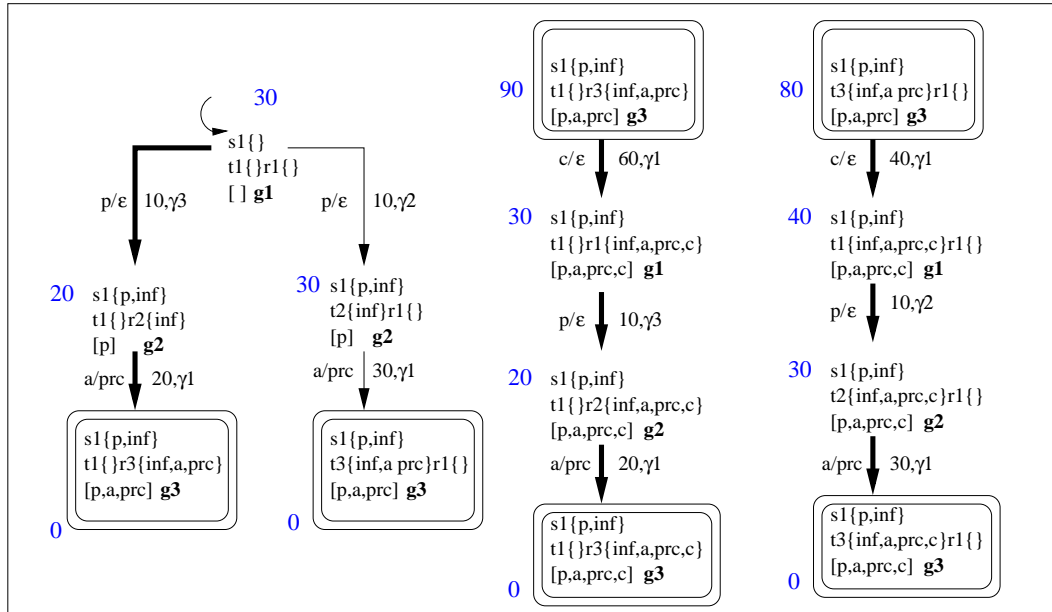 30
s1{}
t1{}r1{}
[ ] g1
p/ε 10,γ3
p/ε 10,γ2
20
s1{p,inf}
t1{}r2{inf}
[p] g2
30
s1{p,inf}
t2{inf}r1{}
[p] g2
a/prc 20,γ1
a/prc 30,γ1
s1{p,inf}
t1{}r3{inf,a,prc}
[p,a,prc] g3
0
s1{p,inf}
t3{inf,a prc}r1{}
[p,a,prc] g3
0
90
s1{p,inf}
t1{}r3{inf,a,prc}
[p,a,prc] g3
c/ε 60,γ1
30
s1{p,inf}
t1{}r1{inf,a,prc,c}
[p,a,prc,c] g1
p/ε 10,γ3
20
s1{p,inf}
t1{}r2{inf,a,prc,c}
[p,a,prc,c] g2
a/prc 20,γ1
s1{p,inf}
t1{}r3{inf,a,prc,c}
[p,a,prc,c] g3
0
80
s1{p,inf}
t3{inf,a prc}r1{}
[p,a,prc] g3
c/ε 40,γ1
40
s1{p,inf}
t1{inf,a,prc,c}r1{}
[p,a,prc,c] g1
p/ε 10,γ2
30
s1{p,inf}
t2{inf,a,prc,c}r1{}
[p,a,prc,c] g2
a/prc 30,γ1
s1{p,inf}
t3{inf,a,prc,c}r1{}
[p,a,prc,c] g3
0